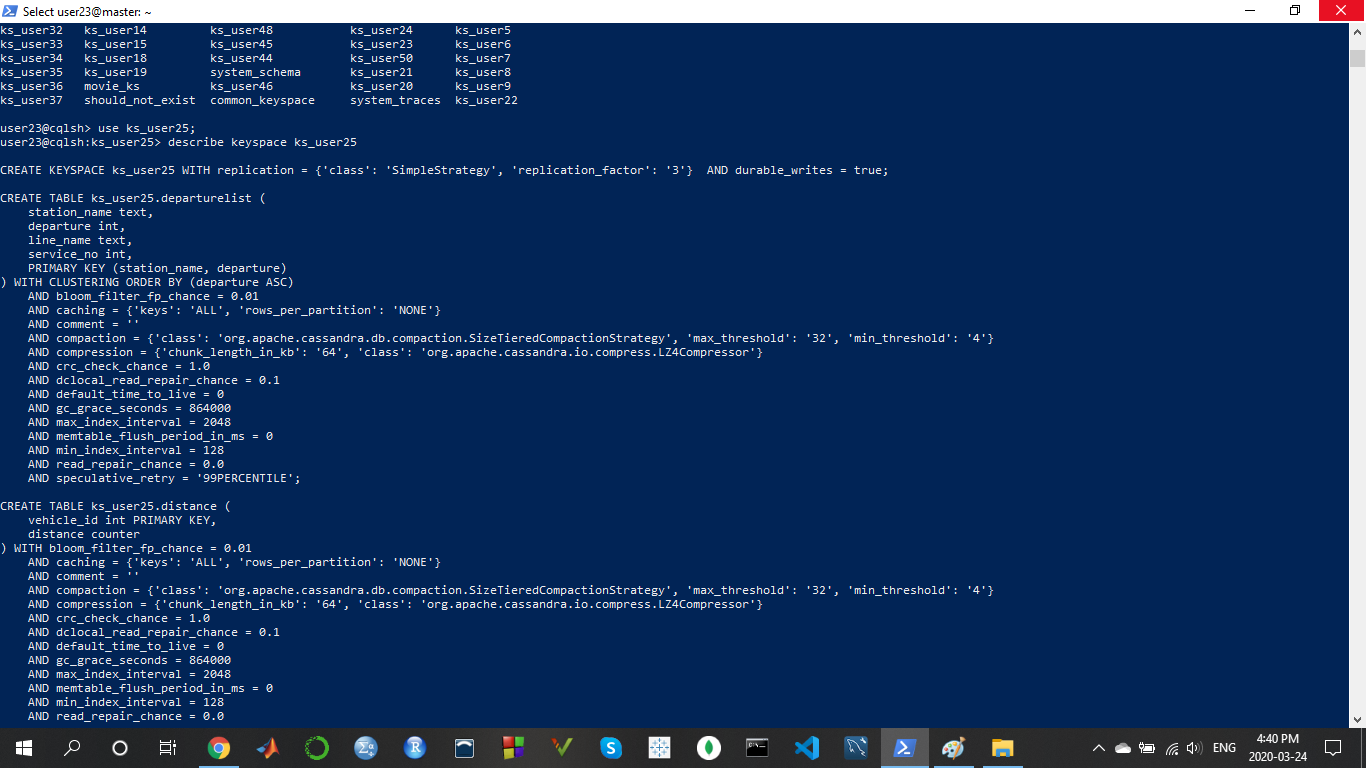 Select user23@master: ~
ks_user32 ks_user14 ks_user48 ks_user24 ks_user5
ks_user33 ks_user15 ks_user45 ks_user23 ks_user6
ks_user34 ks_user18 ks_user44 ks_user50 ks_user7
ks_user35 ks_user19 system_schema ks_user21 ks_user8
ks_user36 movie_ks ks_user46 ks_user20 ks_user9
ks_user37 should_not_exist common_keyspace system_traces ks_user22
user23@cqlsh> use ks_user25;
user23@cqlsh:ks_user25> describe keyspace ks_user25
CREATE KEYSPACE ks_user25 WITH replication = {'class': 'SimpleStrategy', 'replication_factor': '3'}  AND durable_writes = true;
CREATE TABLE ks_user25.departurelist (
    station_name text,
    departure int,
    line_name text,
    service_no int,
    PRIMARY KEY (station_name, departure)
) WITH CLUSTERING ORDER BY (departure ASC)
    AND bloom_filter_fp_chance = 0.01
    AND caching = {'keys': 'ALL', 'rows_per_partition': 'NONE'}
    AND comment = ''
    AND compaction = {'class': 'org.apache.cassandra.db.compaction.SizeTieredCompactionStrategy', 'max_threshold': '32', 'min_threshold': '4'}
    AND compression = {'chunk_length_in_kb': '64', 'class': 'org.apache.cassandra.io.compress.LZ4Compressor'}
    AND crc_check_chance = 1.0
    AND dclocal_read_repair_chance = 0.1
    AND default_time_to_live = 0
    AND gc_grace_seconds = 864000
    AND max_index_interval = 2048
    AND memtable_flush_period_in_ms = 0
    AND min_index_interval = 128
    AND read_repair_chance = 0.0
    AND speculative_retry = '99PERCENTILE';
CREATE TABLE ks_user25.distance (
    vehicle_id int PRIMARY KEY,
    distance counter
) WITH bloom_filter_fp_chance = 0.01
    AND caching = {'keys': 'ALL', 'rows_per_partition': 'NONE'}
    AND comment = ''
    AND compaction = {'class': 'org.apache.cassandra.db.compaction.SizeTieredCompactionStrategy', 'max_threshold': '32', 'min_threshold': '4'}
    AND compression = {'chunk_length_in_kb': '64', 'class': 'org.apache.cassandra.io.compress.LZ4Compressor'}
    AND crc_check_chance = 1.0
    AND dclocal_read_repair_chance = 0.1
    AND default_time_to_live = 0
    AND gc_grace_seconds = 864000
    AND max_index_interval = 2048
    AND memtable_flush_period_in_ms = 0
    AND min_index_interval = 128
    AND read_repair_chance = 0.0
ENG
4:40 PM
2020-03-24